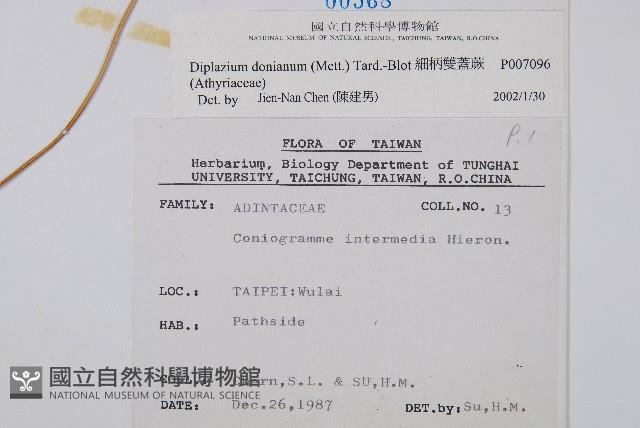 00568
國立自然科學博物館
NATIONAL MUSEUM OF NATURAL SCIENCE, TAICHUNG, TAIWAN, R.O.CHINA
Diplazium donianum (Mett.) Tard.-Blot 細柄雙蓋蕨 P007096
(Athyriaceae)
Det. by Jien-Nan Chen (陳建男) 2002/1/30
P.1
FLORA OF TAIWAN
Herbarium, Biology Department of TUNGHAI
UNIVERSITY, TAICHUNG, TAIWAN, R.O.CHINA
FAMILY: ADINTACEAE COLL.NO. 13
Coniogramme intermedia Hieron.
LOC.: TAIPEI:Wulai
HAB.: Pathside
國立自然科學博物館
NATIONAL MUSEUM OF NATURAL SCIENCE
S.L. & SU,H.M.
DATE: Dec.26,1987 DET.by: Su,H.M.